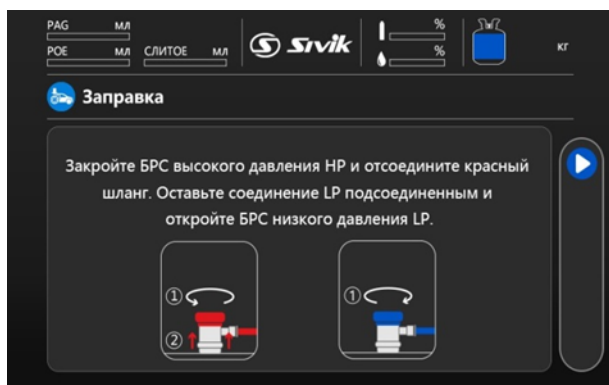 PAG мл
POE мл СЛИТОЕ мл
Sivik
%
%
кг
Заправка
Закройте БРС высокого давления HP и отсоедините красный
шланг. Оставьте соединение LP подсоединенным и
откройте БРС низкого давления LP.
① ①
②